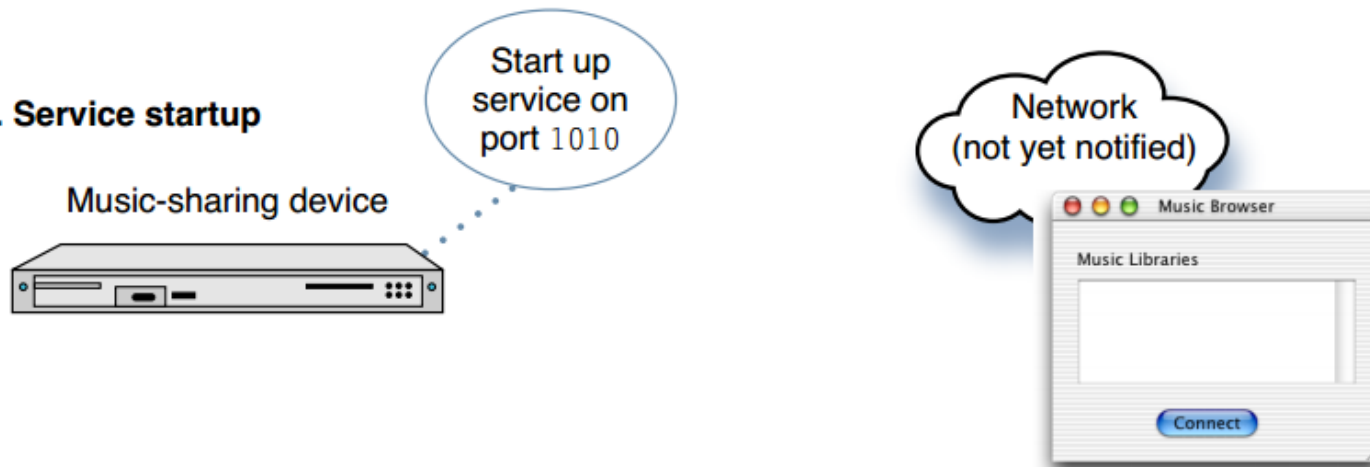 . Service startup
Start up
service on
port 1010
Music-sharing device
Network
(not yet notified)
Music Browser
Music Libraries
Connect